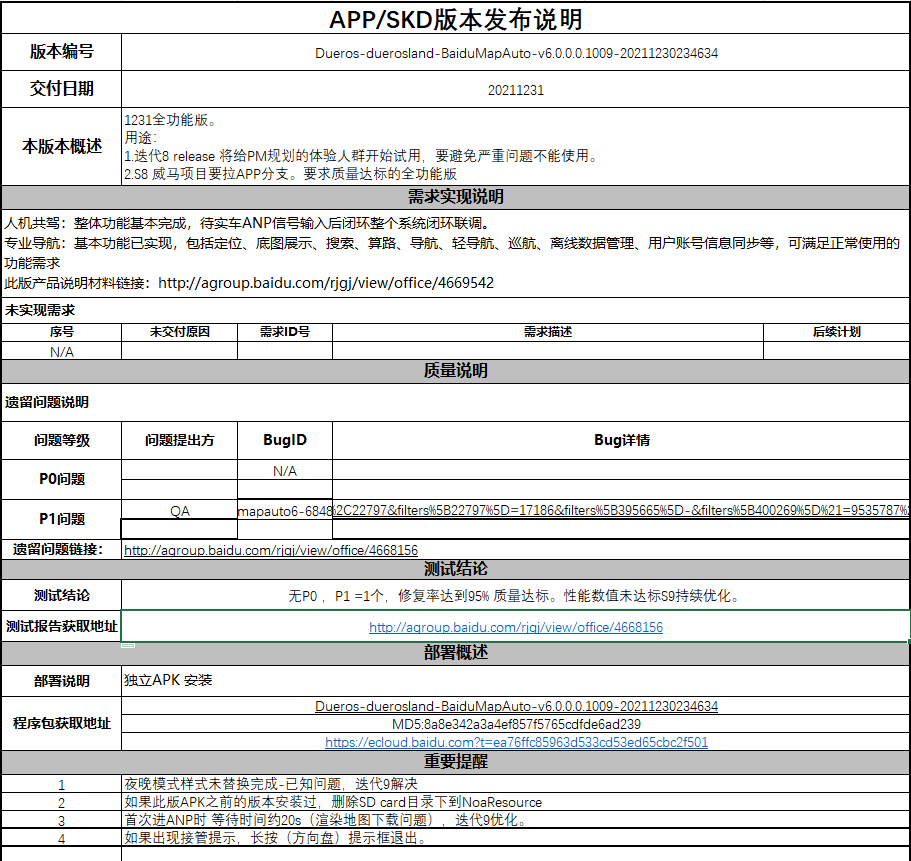 APP/SKD版本发布说明
版本编号
Dueros-duerosland-BaiduMapAuto-v6.0.0.0.1009-20211230234634
交付日期
20211231
本版本概述
1231全功能版。
用途：
1.迭代8 release 将给PM规划的体验人群开始试用，要避免严重问题不能使用。
2.S8 威马项目要拉APP分支。要求质量达标的全功能版
需求实现说明
人机共驾：整体功能基本完成，待实车ANP信号输入后闭环整个系统闭环联调。
专业导航：基本功能已实现，包括定位、底图展示、搜索、算路、导航、轻导航、巡航、离线数据管理、用户账号信息同步等，可满足正常使用的
功能需求
此版产品说明材料链接：http://agroup.baidu.com/rjgj/view/office/4669542
未实现需求
序号 未交付原因 需求ID号 需求描述 后续计划
N/A
质量说明
遗留问题说明
问题等级 问题提出方 BugID Bug详情
P0问题 N/A
P1问题 QA mapauto6-6848 2C22797&filters%5B22797%5D=17186&filters%5B395665%5D-&filters%5B400269%5D%21=9535787%2
遗留问题链接： http://agroup.baidu.com/rjgj/view/office/4668156
测试结论
测试结论 无P0 ，P1 =1个，修复率达到95% 质量达标。性能数值未达标S9持续优化。
测试报告获取地址 http://agroup.baidu.com/rjgj/view/office/4668156
部署概述
部署说明 独立APK 安装
程序包获取地址
Dueros-duerosland-BaiduMapAuto-v6.0.0.0.1009-20211230234634
MD5:8a8e342a3a4ef857f5765cdfde6ad239
https://ecloud.baidu.com?t=ea76ffc85963d533cd53ed65cbc2f501
重要提醒
1 夜晚模式样式未替换完成-已知问题，迭代9解决
2 如果此版APK之前的版本安装过，删除SD card目录下到NoaResource
3 首次进ANP时 等待时间约20s（渲染地图下载问题），迭代9优化。
4 如果出现接管提示，长按（方向盘）提示框退出。